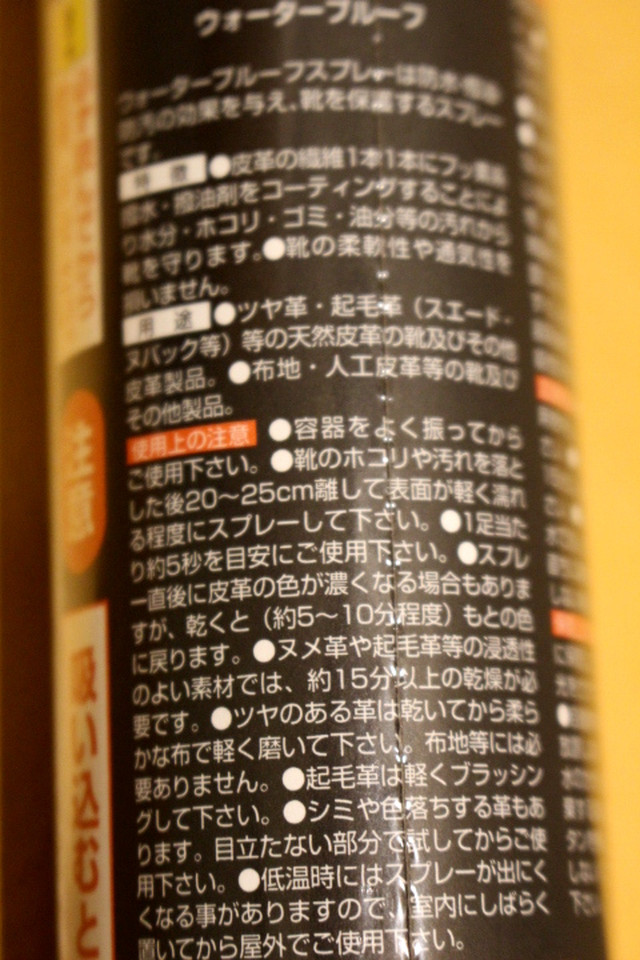 ウォータープルーフ
ウォータープルーフスプレーは防水・撥油・
防汚の効果を与え、靴を保護するスプレー
です。
特 徴 ●皮革の繊維1本1本にフッ素系
撥水・撥油剤をコーティングすることによ
り水分・ホコリ・ゴミ・油分等の汚れから
靴を守ります。●靴の柔軟性や通気性を
損いません。
用 途 ●ツヤ革・起毛革(スエード・
ヌバック等)等の天然皮革の靴及びその他
皮革製品。●布地・人工皮革等の靴及び
その他製品。
使用上の注意 ●容器をよく振ってから
ご使用下さい。●靴のホコリや汚れを落と
した後20~25cm離して表面が軽く濡れ
る程度にスプレーして下さい。●1足当た
り約5秒を目安にご使用下さい。●スプレ
ー直後に皮革の色が濃くなる場合もありま
すが、乾くと(約5~10分程度)もとの色
に戻ります。●ヌメ革や起毛革等の浸透性
のよい素材では、約15分以上の乾燥が必
要です。●ツヤのある革は乾いてから柔ら
かな布で軽く磨いて下さい。布地等には必
要ありません。●起毛革は軽くブラッシン
グして下さい。●シミや色落ちする革もあ
ります。目立たない部分で試してからご使
用下さい。●低温時にはスプレーが出にく
くなる事がありますので、室内にしばらく
置いてから屋外でご使用下さい。
注意
吸い込むと